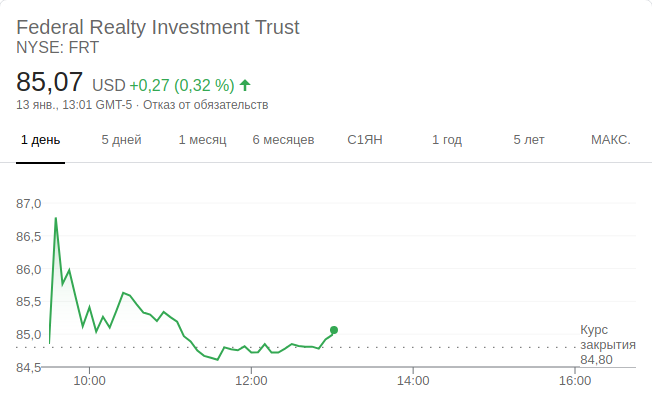 Federal Realty Investment Trust
NYSE: FRT
85,07 USD +0,27 (0,32 %)
13 янв., 13:01 GMT-5 · Отказ от обязательств
1 день 5 дней 1 месяц 6 месяцев С1ЯН 1 год 5 лет МАКС.
87,0
86,5
86,0
85,5
85,0
84,5
Курс
закрытия
84,80
10:00 12:00 14:00 16:00